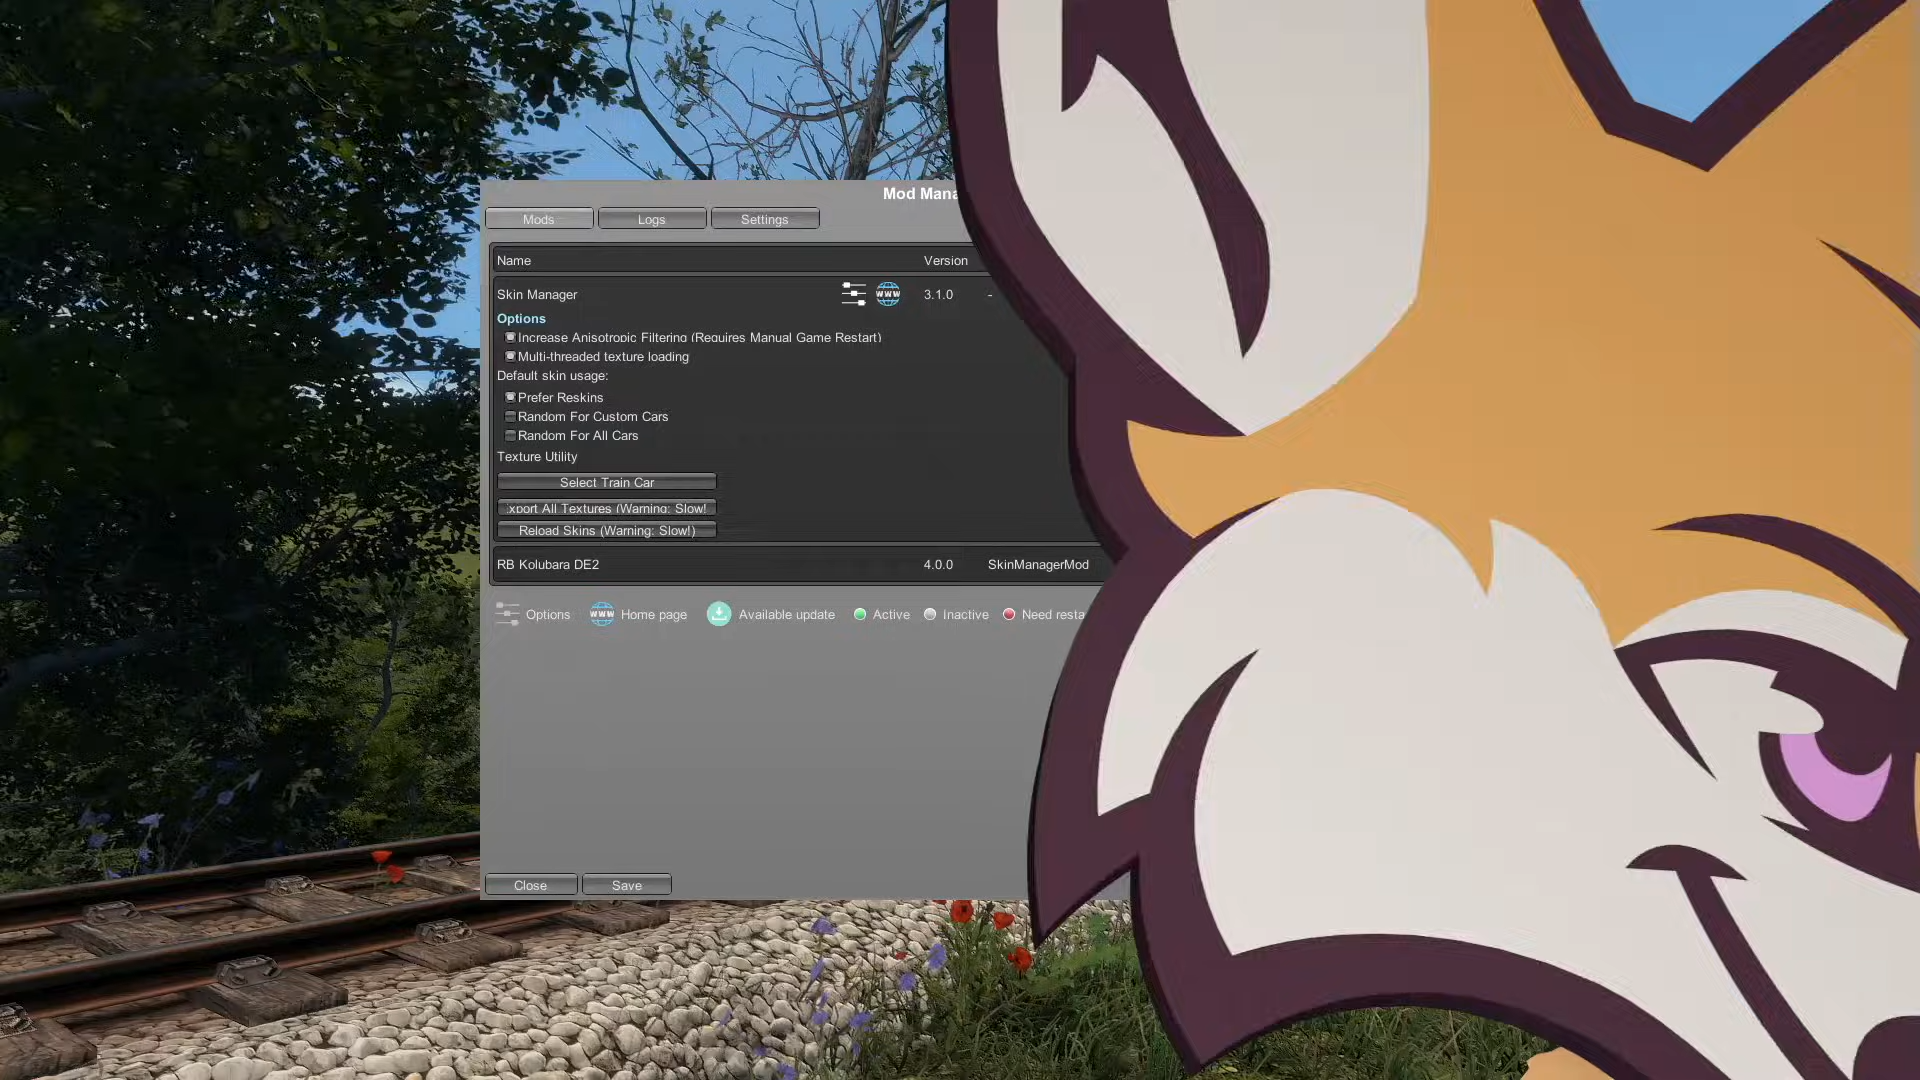 Mod Mana
Mods Logs Settings
Name Version
Skin Manager www 3.1.0 -
Options
Increase Anisotropic Filtering (Requires Manual Game Restart)
Multi-threaded texture loading
Default skin usage:
Prefer Reskins
Random For Custom Cars
Random For All Cars
Texture Utility
Select Train Car
xport All Textures (Warning: Slow!
Reload Skins (Warning: Slow!)
RB Kolubara DE2 4.0.0 SkinManagerMod
Options www Home page Available update Active Inactive Need resta
Close Save